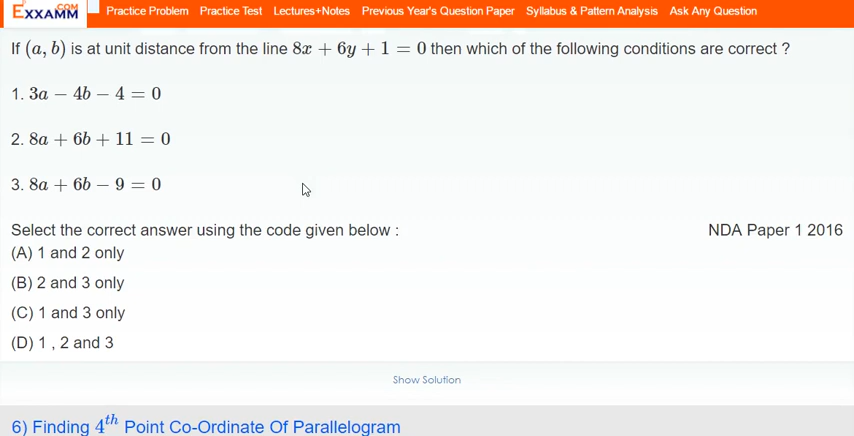 EXXAMM.COM Practice Problem Practice Test Lectures+Notes Previous Year's Question Paper Syllabus & Pattern Analysis Ask Any Question
If (a, b) is at unit distance from the line 8x + 6y + 1 = 0 then which of the following conditions are correct ?
1. 3a − 4b − 4 = 0
2. 8a + 6b + 11 = 0
3. 8a + 6b − 9 = 0
Select the correct answer using the code given below : NDA Paper 1 2016
(A) 1 and 2 only
(B) 2 and 3 only
(C) 1 and 3 only
(D) 1 , 2 and 3
Show Solution
6) Finding 4th Point Co-Ordinate Of Parallelogram